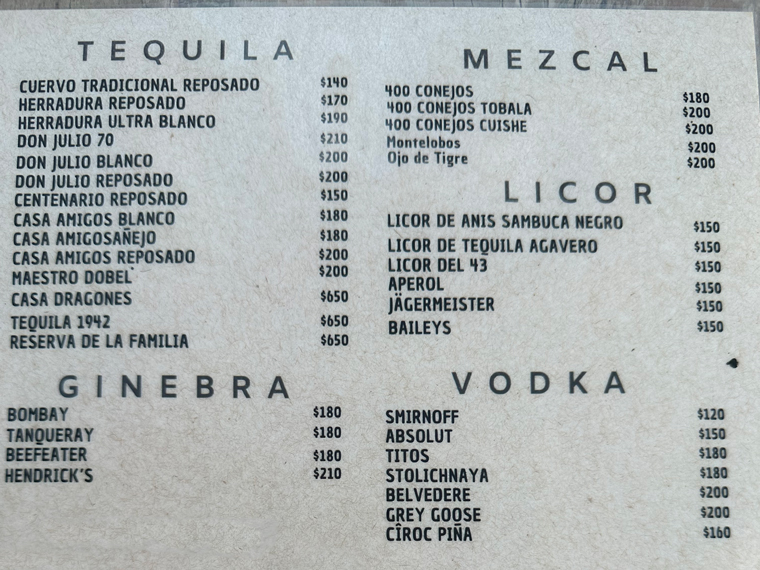 TEQUILA
CUERVO TRADICIONAL REPOSADO $140
HERRADURA REPOSADO $170
HERRADURA ULTRA BLANCO $190
DON JULIO 70 $210
DON JULIO BLANCO $200
DON JULIO REPOSADO $200
CENTENARIO REPOSADO $150
CASA AMIGOS BLANCO $180
CASA AMIGOSAÑEJO $180
CASA AMIGOS REPOSADO $200
MAESTRO DOBEL $200
CASA DRAGONES $650
TEQUILA 1942 $650
RESERVA DE LA FAMILIA $650
GINEBRA
BOMBAY $180
TANQUERAY $180
BEEFEATER $180
HENDRICK'S $210
MEZCAL
400 CONEJOS $180
400 CONEJOS TOBALA $200
400 CONEJOS CUISHE $200
Montelobos $200
Ojo de Tigre $200
LICOR
LICOR DE ANIS SAMBUCA NEGRO $150
LICOR DE TEQUILA AGAVERO $150
LICOR DEL 43 $150
APEROL $150
JÄGERMEISTER $150
BAILEYS $150
VODKA
SMIRNOFF $120
ABSOLUT $150
TITOS $180
STOLICHNAYA $180
BELVEDERE $200
GREY GOOSE $200
CÎROC PIÑA $160